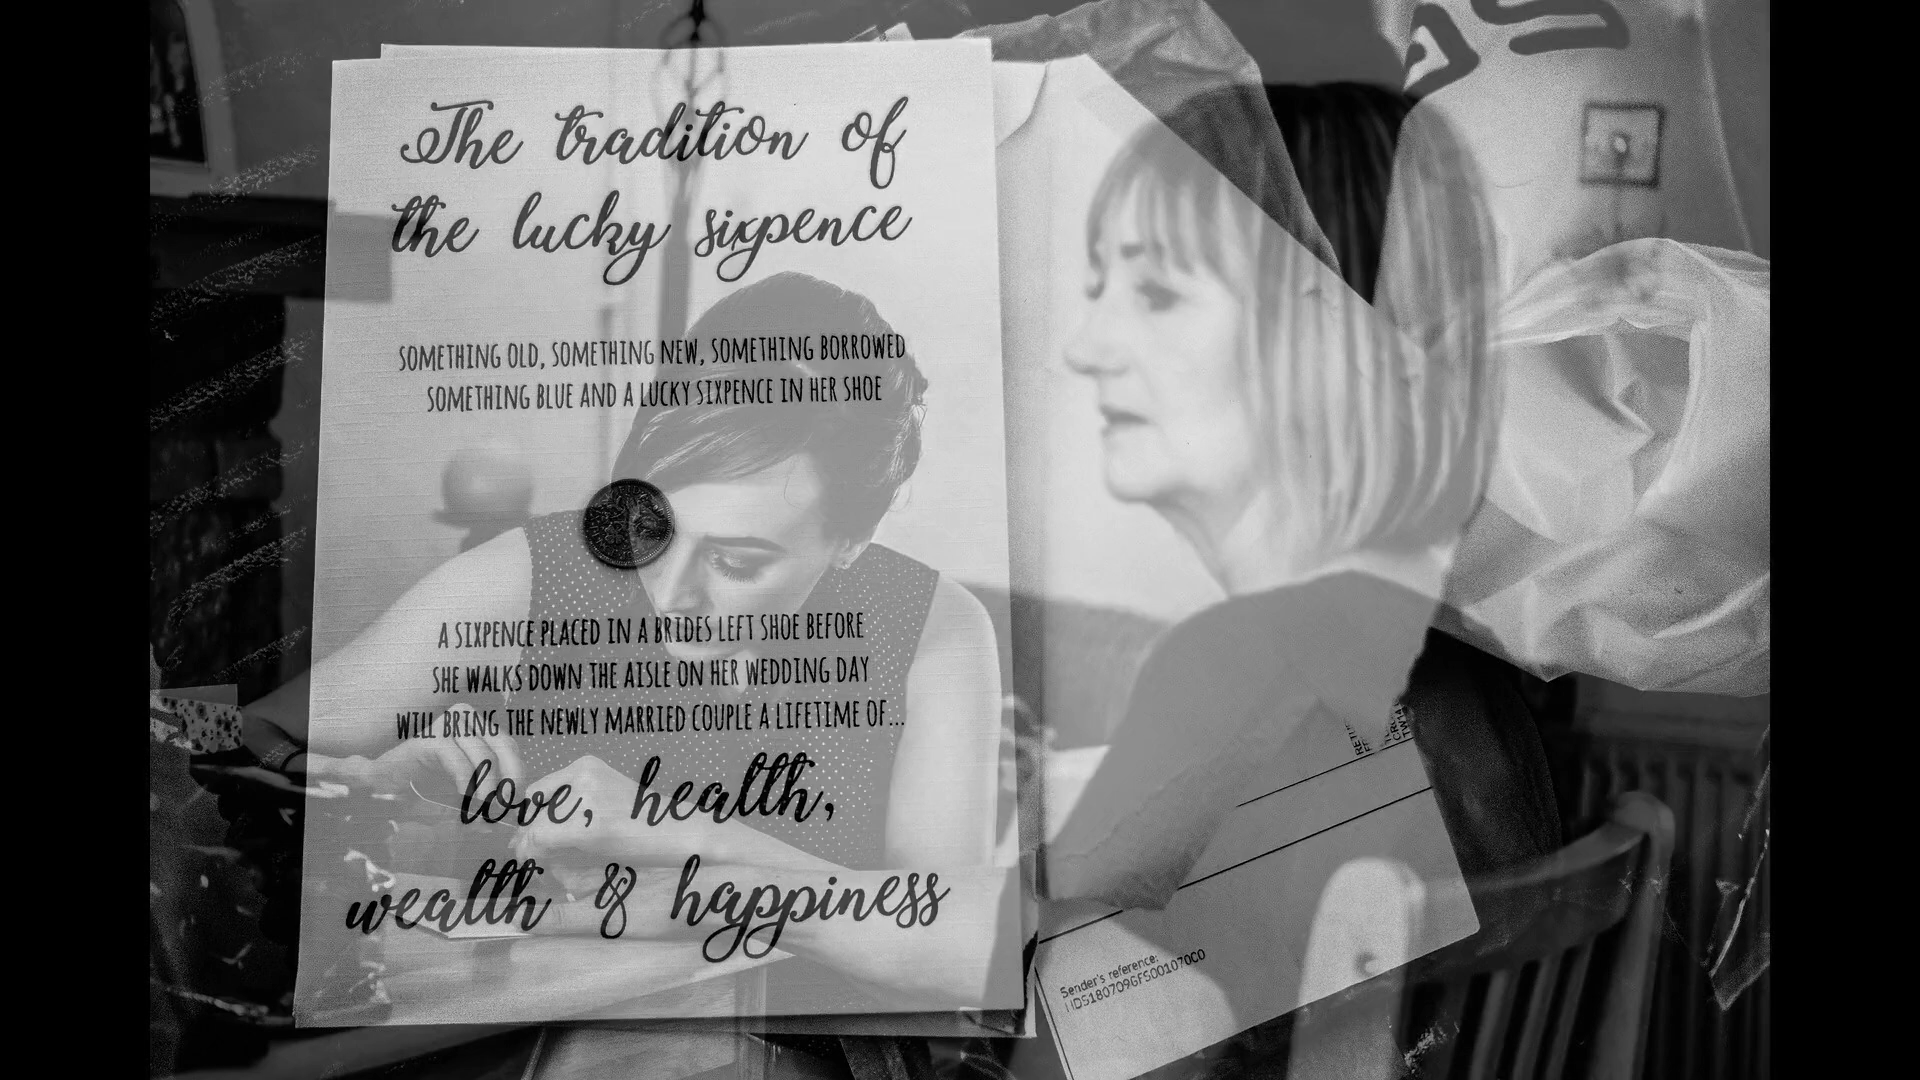 The tradition of
the lucky sixpence
SOMETHING OLD, SOMETHING NEW, SOMETHING BORROWED
SOMETHING BLUE AND A LUCKY SIXPENCE IN HER SHOE
A SIXPENCE PLACED IN A BRIDES LEFT SHOE BEFORE
SHE WALKS DOWN THE AISLE ON HER WEDDING DAY
WILL BRING THE NEWLY MARRIED COUPLE A LIFETIME OF...
love, health,
wealth & happiness
Sender's reference: